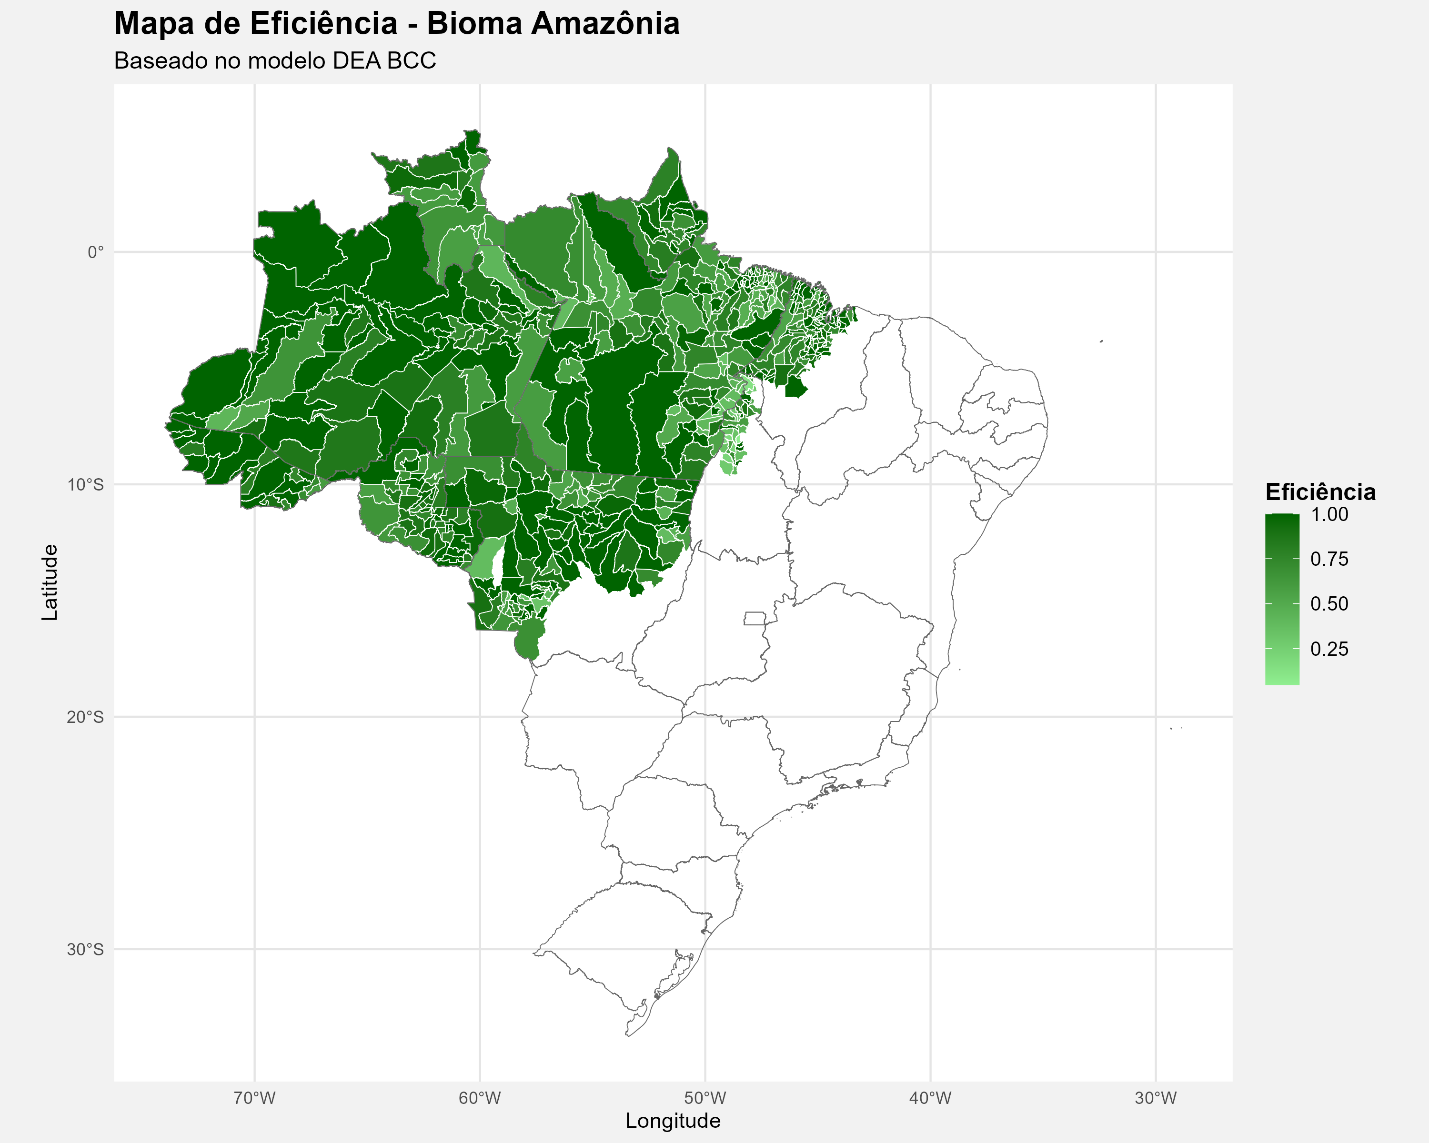 Mapa de Eficiência - Bioma Amazônia
Baseado no modelo DEA BCC
0°
10°S
20°S
30°S
Latitude
70°W
60°W
50°W
40°W
30°W
Longitude
Eficiência
1.00
0.75
0.50
0.25